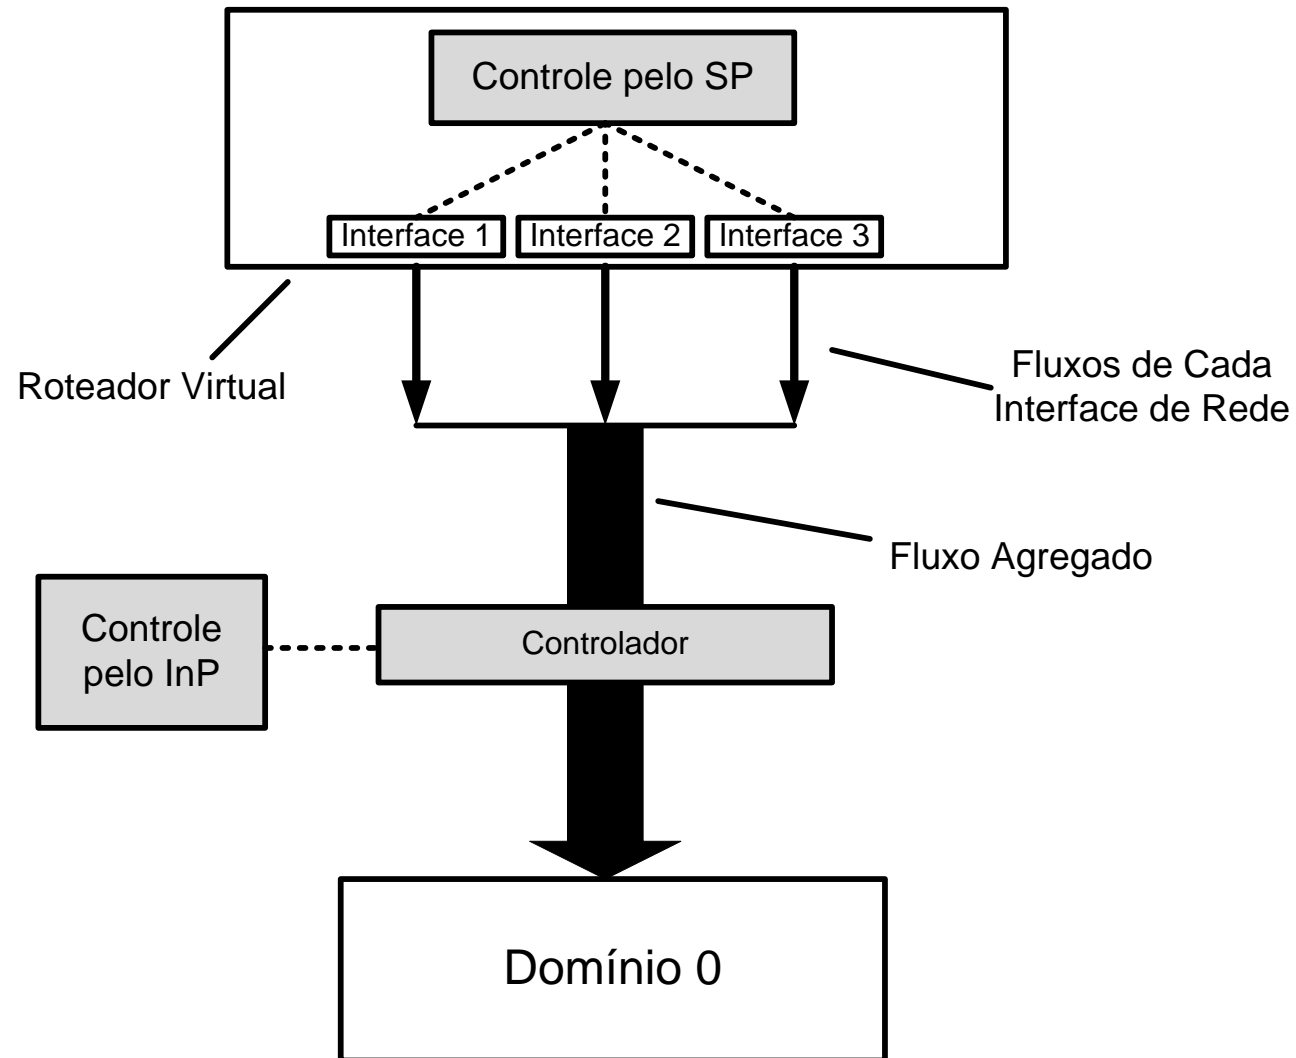 Controle pelo SP
Interface 1
Interface 2
Interface 3
Roteador Virtual
Fluxos de Cada
Interface de Rede
Fluxo Agregado
Controle
pelo InP
Controlador
Domínio 0